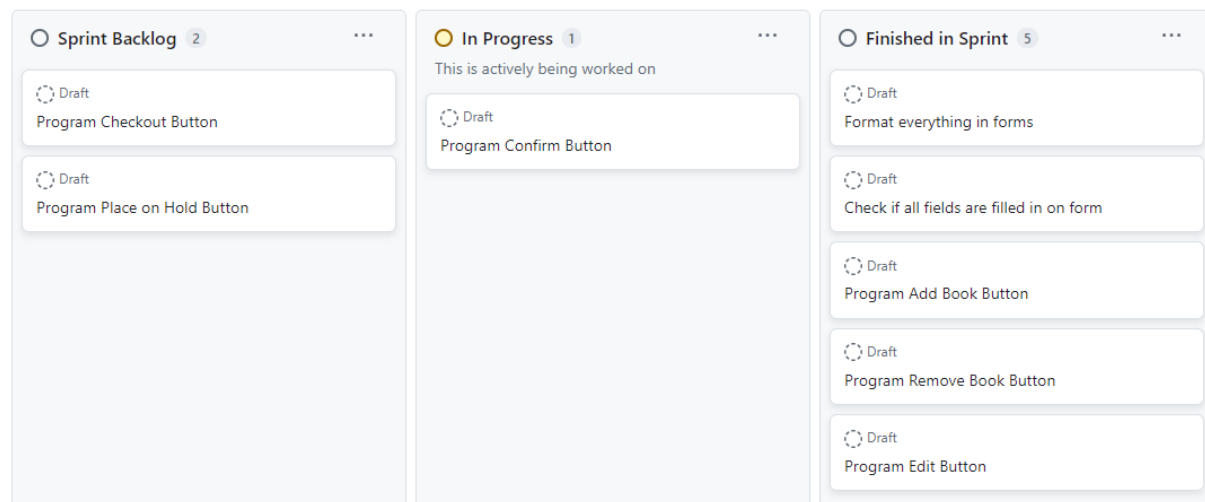 Sprint Backlog 2 ...
Draft
Program Checkout Button
Draft
Program Place on Hold Button
In Progress 1 ...
This is actively being worked on
Draft
Program Confirm Button
Finished in Sprint 5 ...
Draft
Format everything in forms
Draft
Check if all fields are filled in on form
Draft
Program Add Book Button
Draft
Program Remove Book Button
Draft
Program Edit Button